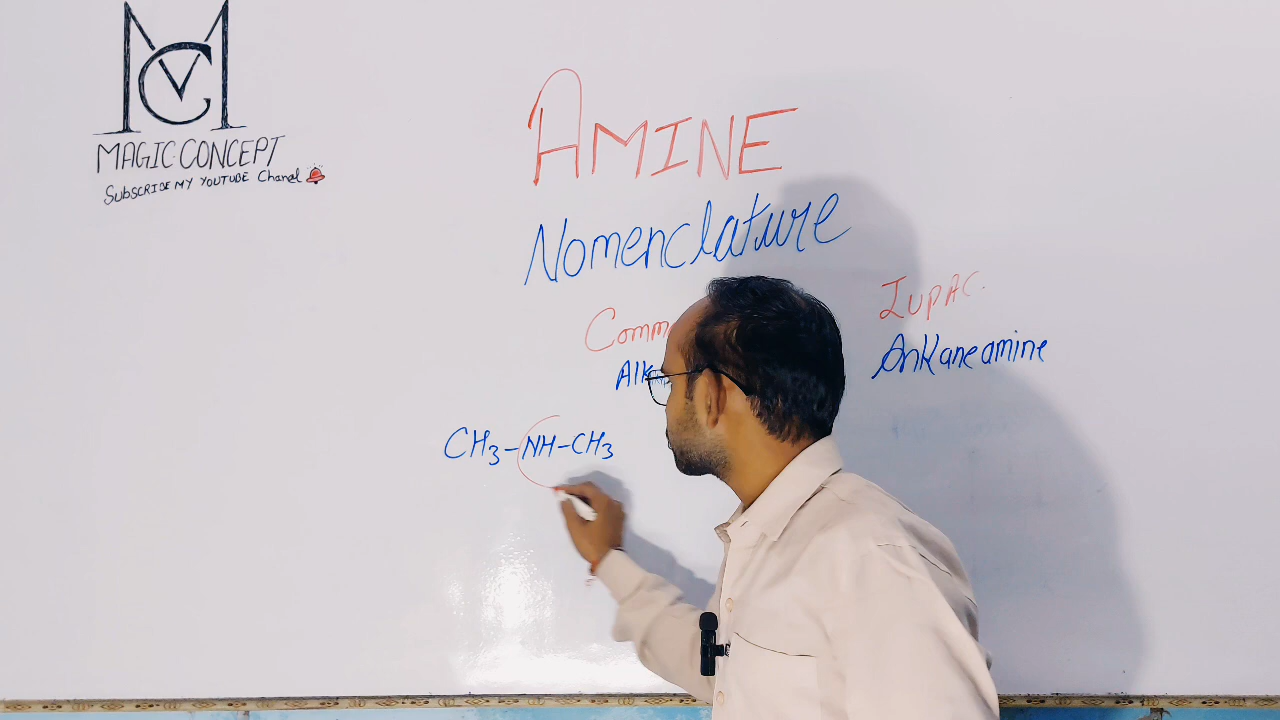 MC
MAGIC CONCEPT
SUBSCRIBE MY YOUTUBE Chanel
AMINE
Nomenclature
IUPAC
Ankaneamine
CH3-NH-CH3